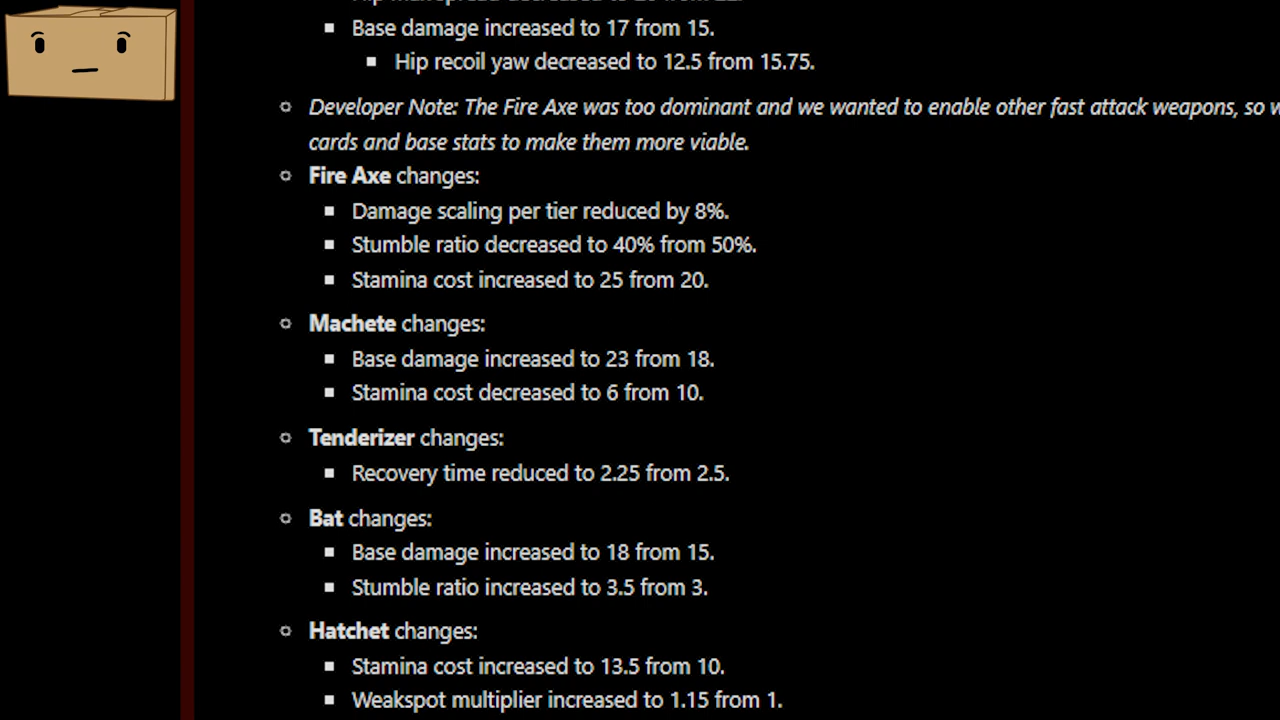 Base damage increased to 17 from 15.
Hip recoil yaw decreased to 12.5 from 15.75.
Developer Note: The Fire Axe was too dominant and we wanted to enable other fast attack weapons, so
cards and base stats to make them more viable.
Fire Axe changes:
Damage scaling per tier reduced by 8%.
Stumble ratio decreased to 40% from 50%.
Stamina cost increased to 25 from 20.
Machete changes:
Base damage increased to 23 from 18.
Stamina cost decreased to 6 from 10.
Tenderizer changes:
Recovery time reduced to 2.25 from 2.5.
Bat changes:
Base damage increased to 18 from 15.
Stumble ratio increased to 3.5 from 3.
Hatchet changes:
Stamina cost increased to 13.5 from 10.
Weakspot multiplier increased to 1.15 from 1.